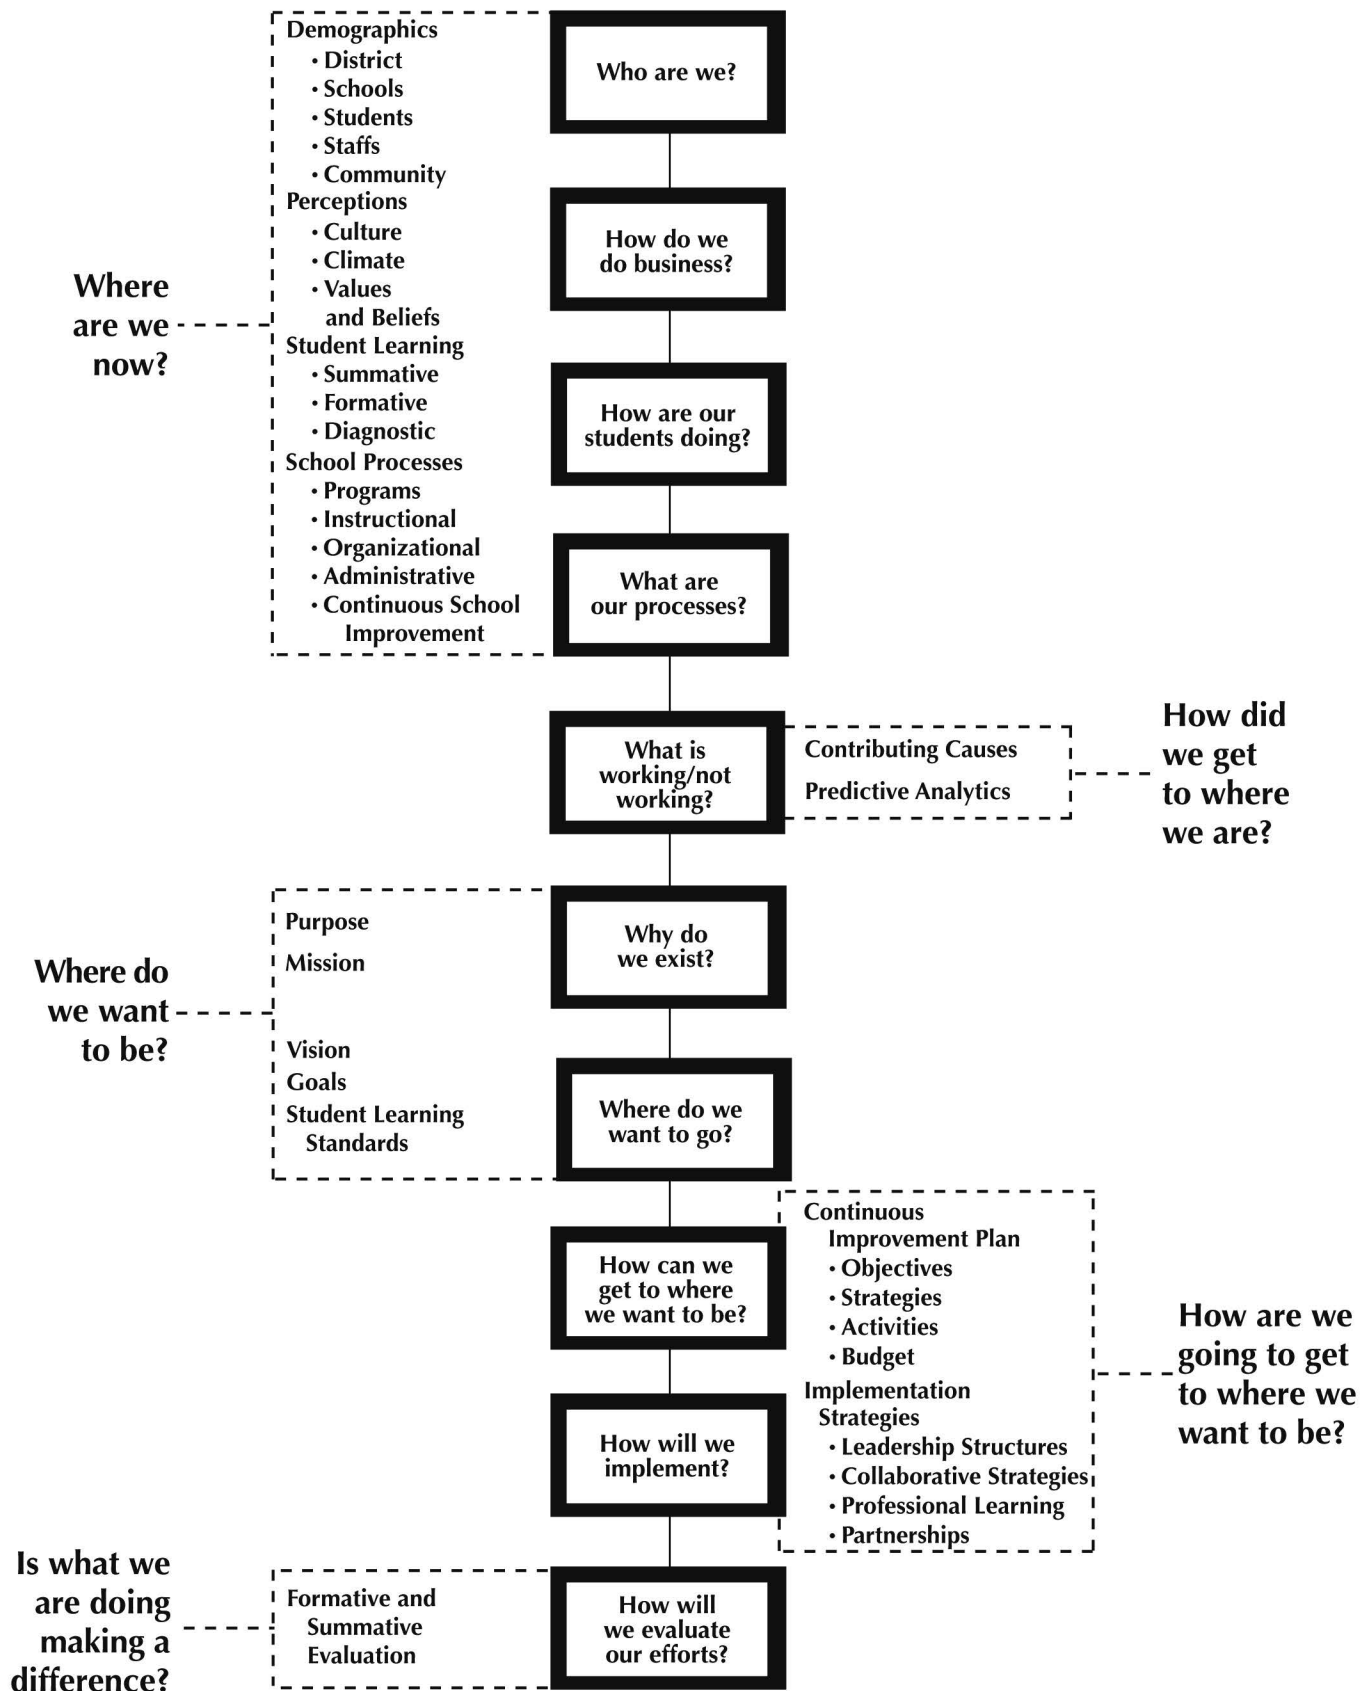 Demographics
• District
• Schools
• Students
• Staffs
• Community
Perceptions
• Culture
• Climate
• Values
and Beliefs
Student Learning
• Summative
• Formative
• Diagnostic
School Processes
• Programs
• Instructional
• Organizational
• Administrative
• Continuous School
Improvement
Where
are we
now?
Who are we?
How do we
do business?
How are our
students doing?
What are
our processes?
What is
working/not
working?
Contributing Causes
Predictive Analytics
How did
we get
to where
we are?
Where do
we want
to be?
Purpose
Mission
Vision
Goals
Student Learning
Standards
Why do
we exist?
Where do we
want to go?
How can we
get to where
we want to be?
How will we
implement?
Continuous
Improvement Plan
• Objectives
• Strategies
• Activities
• Budget
Implementation
Strategies
• Leadership Structures
• Collaborative Strategies
• Professional Learning
• Partnerships
How are we
going to get
to where we
want to be?
Is what we
are doing
making a
difference?
Formative and
Summative
Evaluation
How will
we evaluate
our efforts?